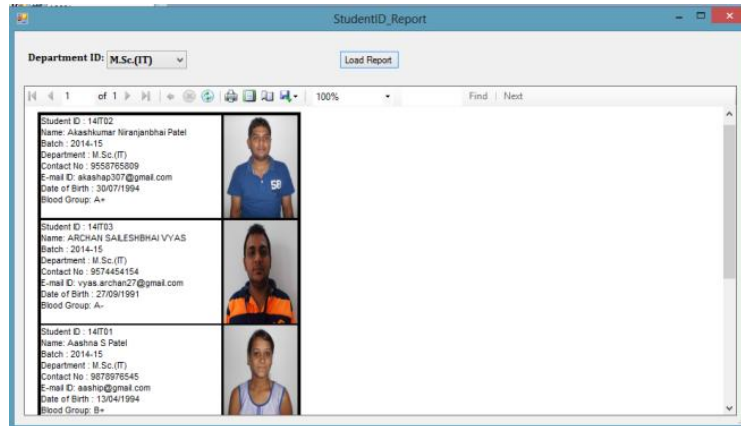 StudentID_Report
Department ID: M.Sc.(IT)
Load Report
1 of 1 100% Find | Next
Student ID : 14IT02
Name: Akashkumar Niranjanbhai Patel
Batch : 2014-15
Department : M.Sc.(IT)
Contact No : 9558765809
E-mail ID: akashap307@gmail.com
Date of Birth : 30/07/1994
Blood Group: A+
Student ID : 14IT03
Name: ARCHAN SAILESHBHAI VYAS
Batch : 2014-15
Department : M.Sc.(IT)
Contact No : 9574454154
E-mail ID: vyas.archan27@gmail.com
Date of Birth : 27/09/1991
Blood Group: A-
Student ID : 14IT01
Name: Aashna S Patel
Batch : 2014-15
Department : M.Sc.(IT)
Contact No : 9878976545
E-mail ID: aaship@gmail.com
Date of Birth : 13/04/1994
Blood Group: B+